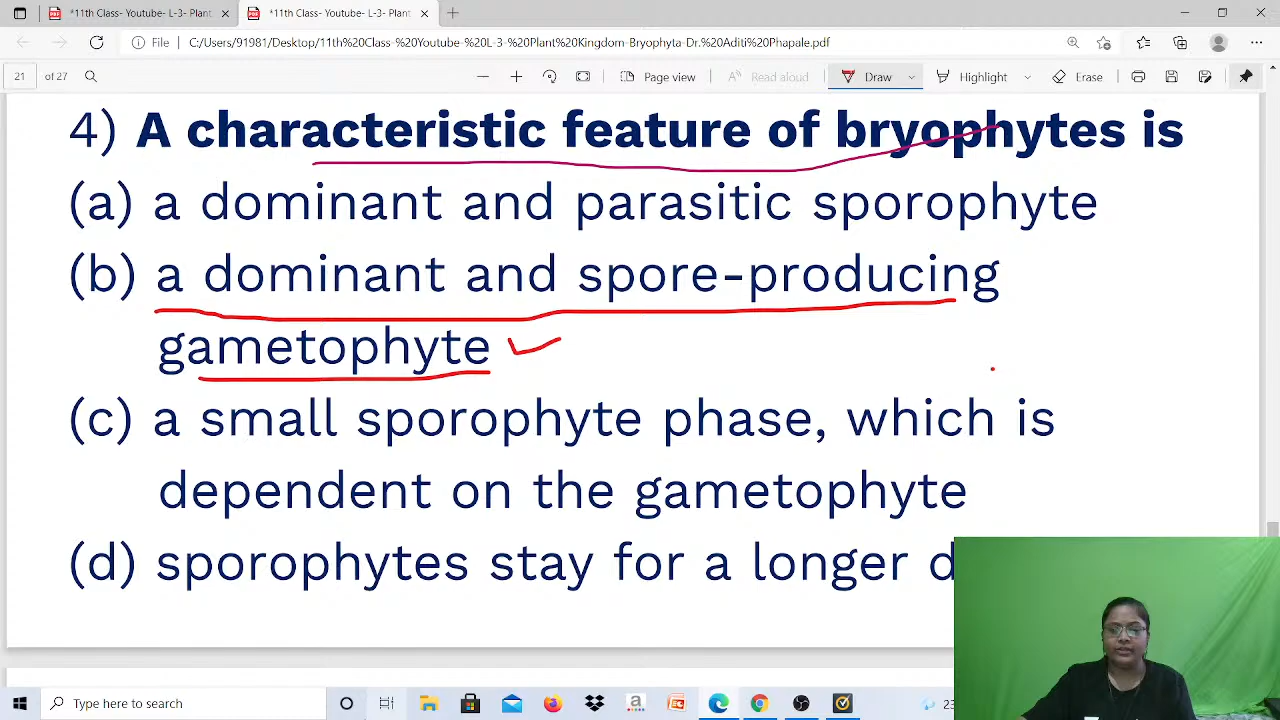 *11th Class- Youtube- L-3- Plant
*11th Class- Youtube- L-3- Plant
File
C:/Users/91981/Desktop/11th%20Class-%20Youtube-%20L-3 %20Plant%20Kingdom-Bryophyta-Dr.%20Aditi%20Phapale.pdf
21 of 27
Page view
Read aloud
Draw
Highlight
Erase
4) A characteristic feature of bryophytes is
(a) a dominant and parasitic sporophyte
(b) a dominant and spore-producing
gametophyte
(c) a small sporophyte phase, which is
dependent on the gametophyte
(d) sporophytes stay for a longer d
Type here to search